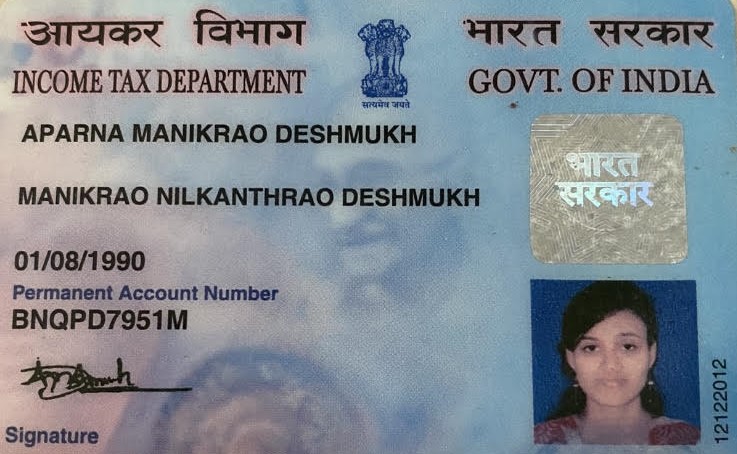 आयकर विभाग
INCOME TAX DEPARTMENT
सत्यमेव जयते
भारत सरकार
GOVT. OF INDIA
APARNA MANIKRAO DESHMUKH
MANIKRAO NILKANTHRAO DESHMUKH
भारत
सरकार
01/08/1990
Permanent Account Number
BNQPD7951M
Signature
12122012